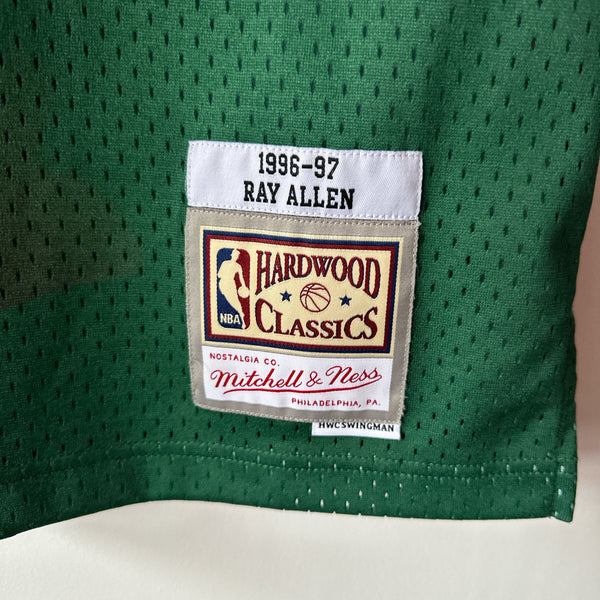 1996-97
RAY ALLEN
HARDWOOD
NBA
CLASSICS
NOSTALGIA CO.
Mitchell & Ness
PHILADELPHIA, PA.
HWCSWINGMAN